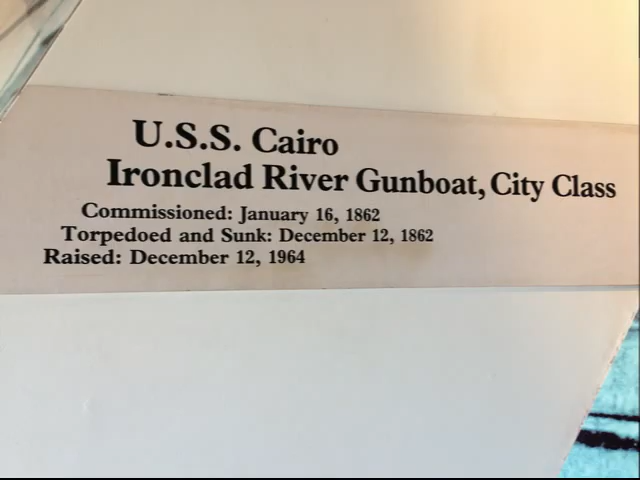 U.S.S. Cairo
Ironclad River Gunboat, City Class
Commissioned: January 16, 1862
Torpedoed and Sunk: December 12, 1862
Raised: December 12, 1964